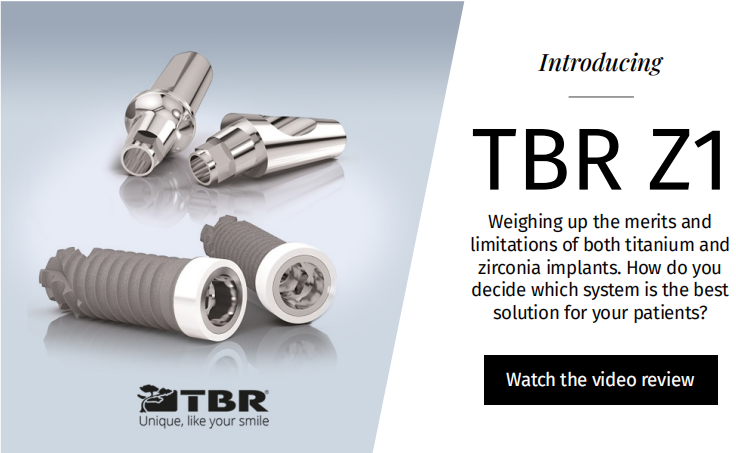 Introducing
TBR Z1
Weighing up the merits and
limitations of both titanium and
zirconia implants. How do you
decide which system is the best
solution for your patients?
Watch the video review
TBR®
Unique, like your smile